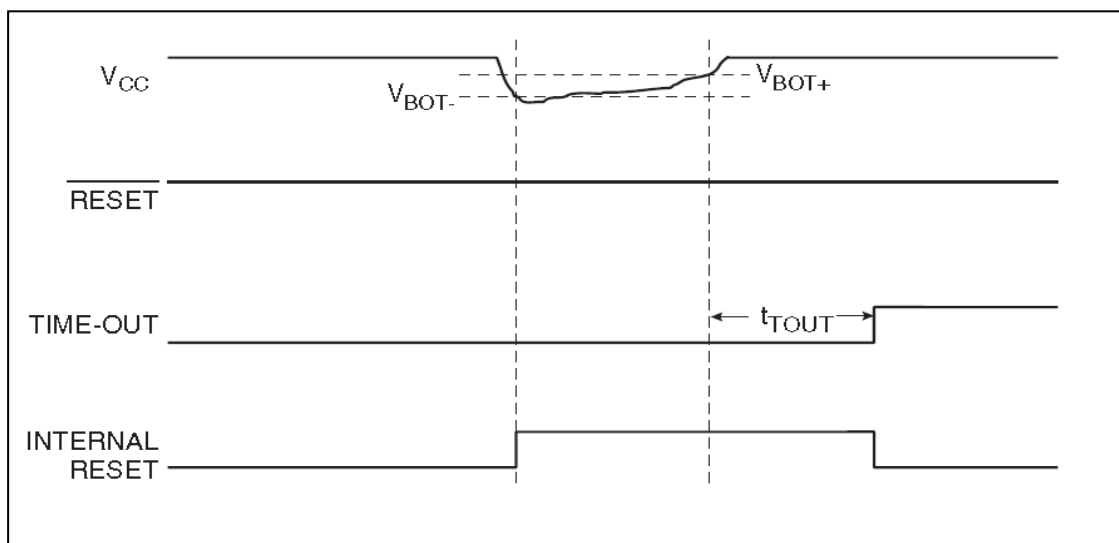 VCC
VBOT-
VBOT+
RESET
TIME-OUT
tTOUT
INTERNAL
RESET